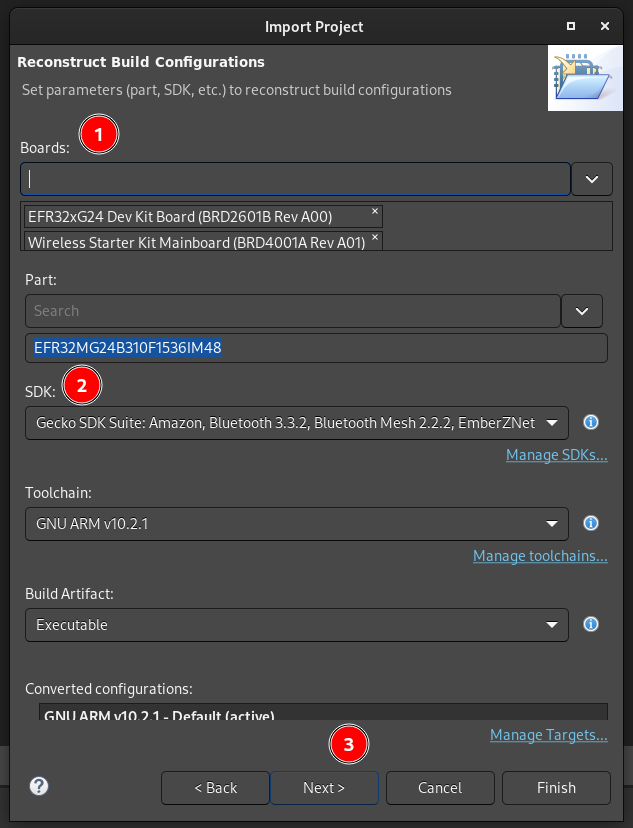 Import Project
Reconstruct Build Configurations
Set parameters (part, SDK, etc.) to reconstruct build configurations
1
Boards:
EFR32xG24 Dev Kit Board (BRD2601B Rev A00) ×
Wireless Starter Kit Mainboard (BRD4001A Rev A01) ×
Part:
Search
EFR32MG24B310F1536IM48
SDK:
2
Gecko SDK Suite: Amazon, Bluetooth 3.3.2, Bluetooth Mesh 2.2.2, EmberZNet
Manage SDKs...
Toolchain:
GNU ARM v10.2.1
Manage toolchains...
Build Artifact:
Executable
Converted configurations:
GNU ARM v10.2.1 - Default (active)
Manage Targets...
3
?
< Back
Next >
Cancel
Finish